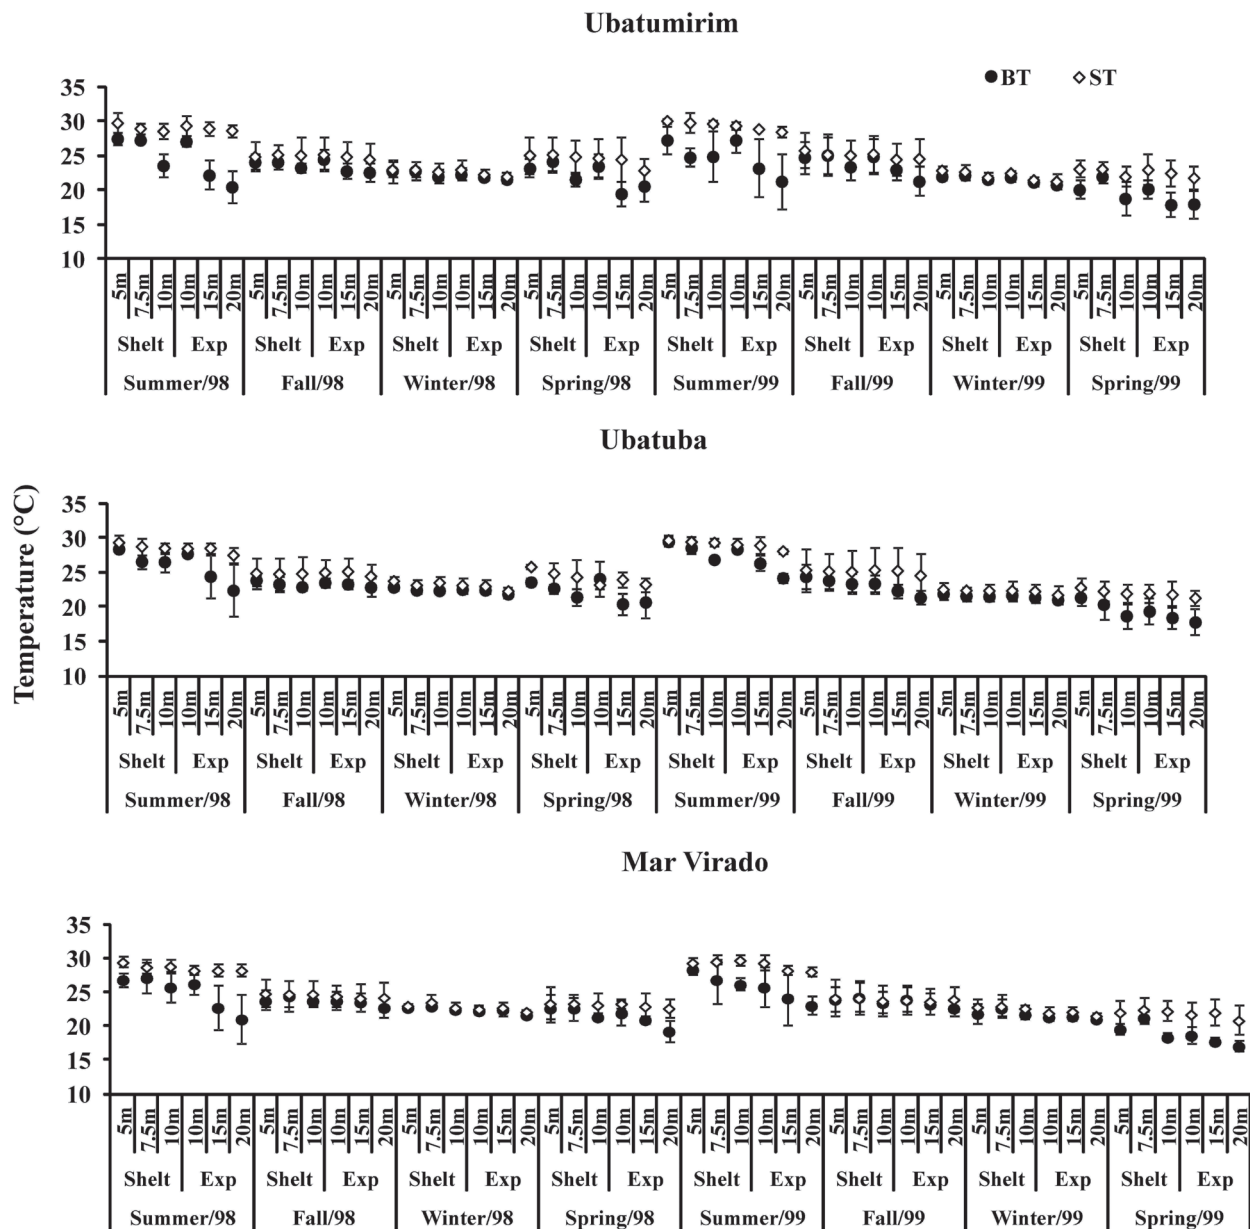 Ubatumirim
BT ST
35
30
25
20
15
10
5m 7.5m 10m 10m 15m 20m 5m 7.5m 10m 10m 15m 20m 5m 7.5m 10m 10m 15m 20m 5m 7.5m 10m 10m 15m 20m 5m 7.5m 10m 10m 15m 20m 5m 7.5m 10m 10m 15m 20m 5m 7.5m 10m 10m 15m 20m 5m 7.5m 10m 10m 15m 20m
Shelt Exp Shelt Exp Shelt Exp Shelt Exp Shelt Exp Shelt Exp Shelt Exp Shelt Exp
Summer/98 Fall/98 Winter/98 Spring/98 Summer/99 Fall/99 Winter/99 Spring/99
Ubatuba
Temperature (°C)
35
30
25
20
15
10
5m 7.5m 10m 10m 15m 20m 5m 7.5m 10m 10m 15m 20m 5m 7.5m 10m 10m 15m 20m 5m 7.5m 10m 10m 15m 20m 5m 7.5m 10m 10m 15m 20m 5m 7.5m 10m 10m 15m 20m 5m 7.5m 10m 10m 15m 20m 5m 7.5m 10m 10m 15m 20m
Shelt Exp Shelt Exp Shelt Exp Shelt Exp Shelt Exp Shelt Exp Shelt Exp Shelt Exp
Summer/98 Fall/98 Winter/98 Spring/98 Summer/99 Fall/99 Winter/99 Spring/99
Mar Virado
35
30
25
20
15
10
5m 7.5m 10m 10m 15m 20m 5m 7.5m 10m 10m 15m 20m 5m 7.5m 10m 10m 15m 20m 5m 7.5m 10m 10m 15m 20m 5m 7.5m 10m 10m 15m 20m 5m 7.5m 10m 10m 15m 20m 5m 7.5m 10m 10m 15m 20m 5m 7.5m 10m 10m 15m 20m
Shelt Exp Shelt Exp Shelt Exp Shelt Exp Shelt Exp Shelt Exp Shelt Exp Shelt Exp
Summer/98 Fall/98 Winter/98 Spring/98 Summer/99 Fall/99 Winter/99 Spring/99